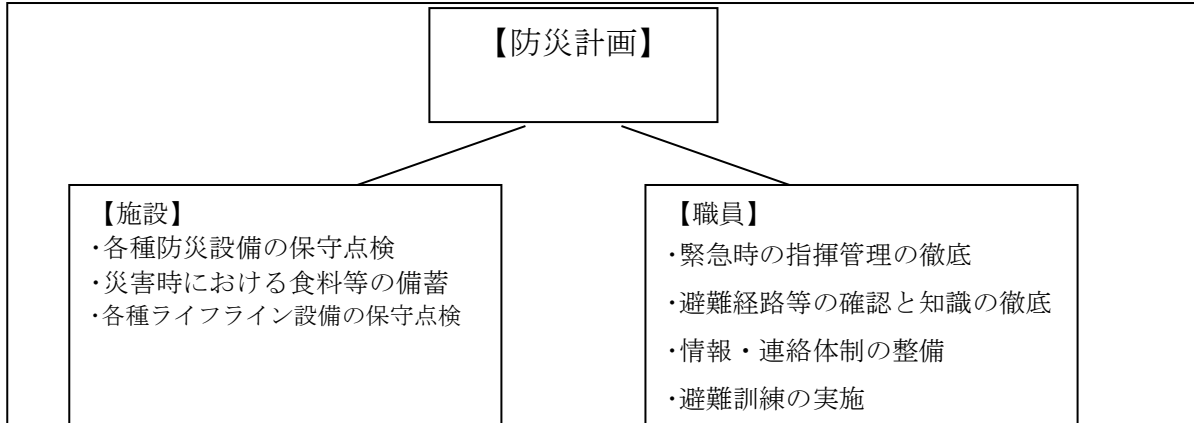 【防災計画】
【施設】
・各種防災設備の保守点検
・災害時における食料等の備蓄
・各種ライフライン設備の保守点検
【職員】
・緊急時の指揮管理の徹底
・避難経路等の確認と知識の徹底
・情報・連絡体制の整備
・避難訓練の実施